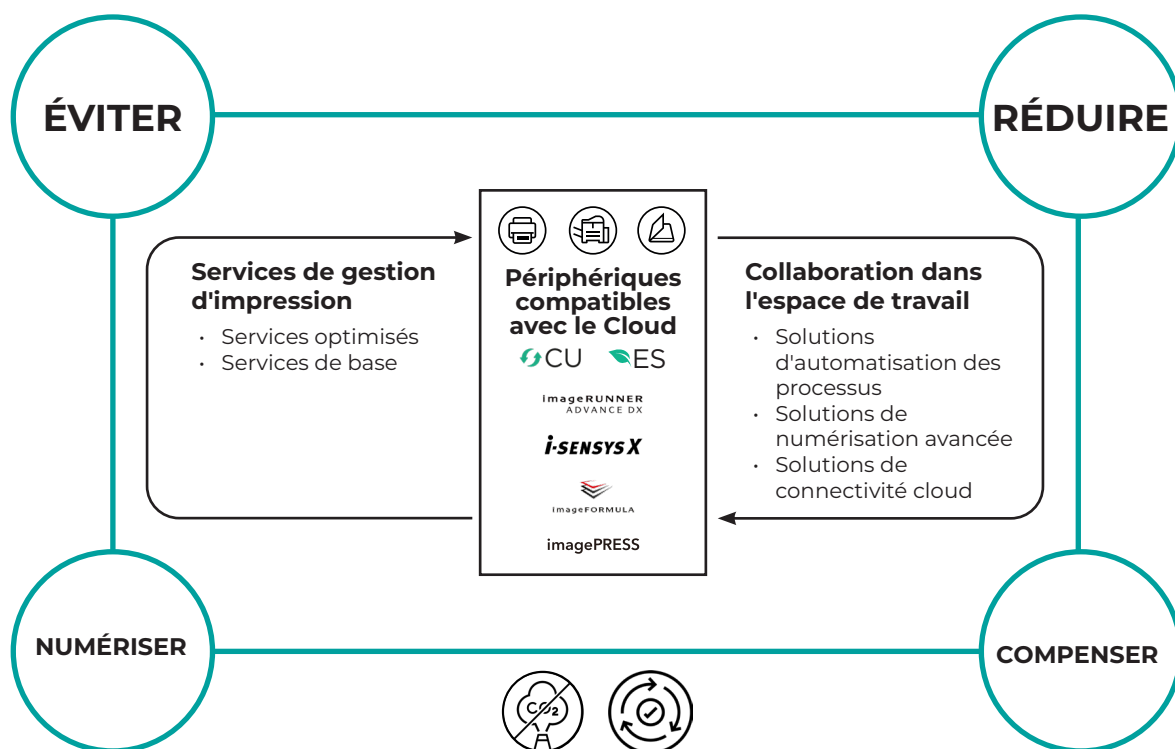 ÉVITER
RÉDUIRE
Services de gestion
d'impression
· Services optimisés
· Services de base
Périphériques
compatibles
avec le Cloud
CU ES
imageRUNNER
ADVANCE DX
i-SENSYS X
imageFORMULA
imagePRESS
Collaboration dans
l'espace de travail
· Solutions
d'automatisation des
processus
· Solutions de
numérisation avancée
· Solutions de
connectivité cloud
NUMÉRISER
COMPENSER
CO₂